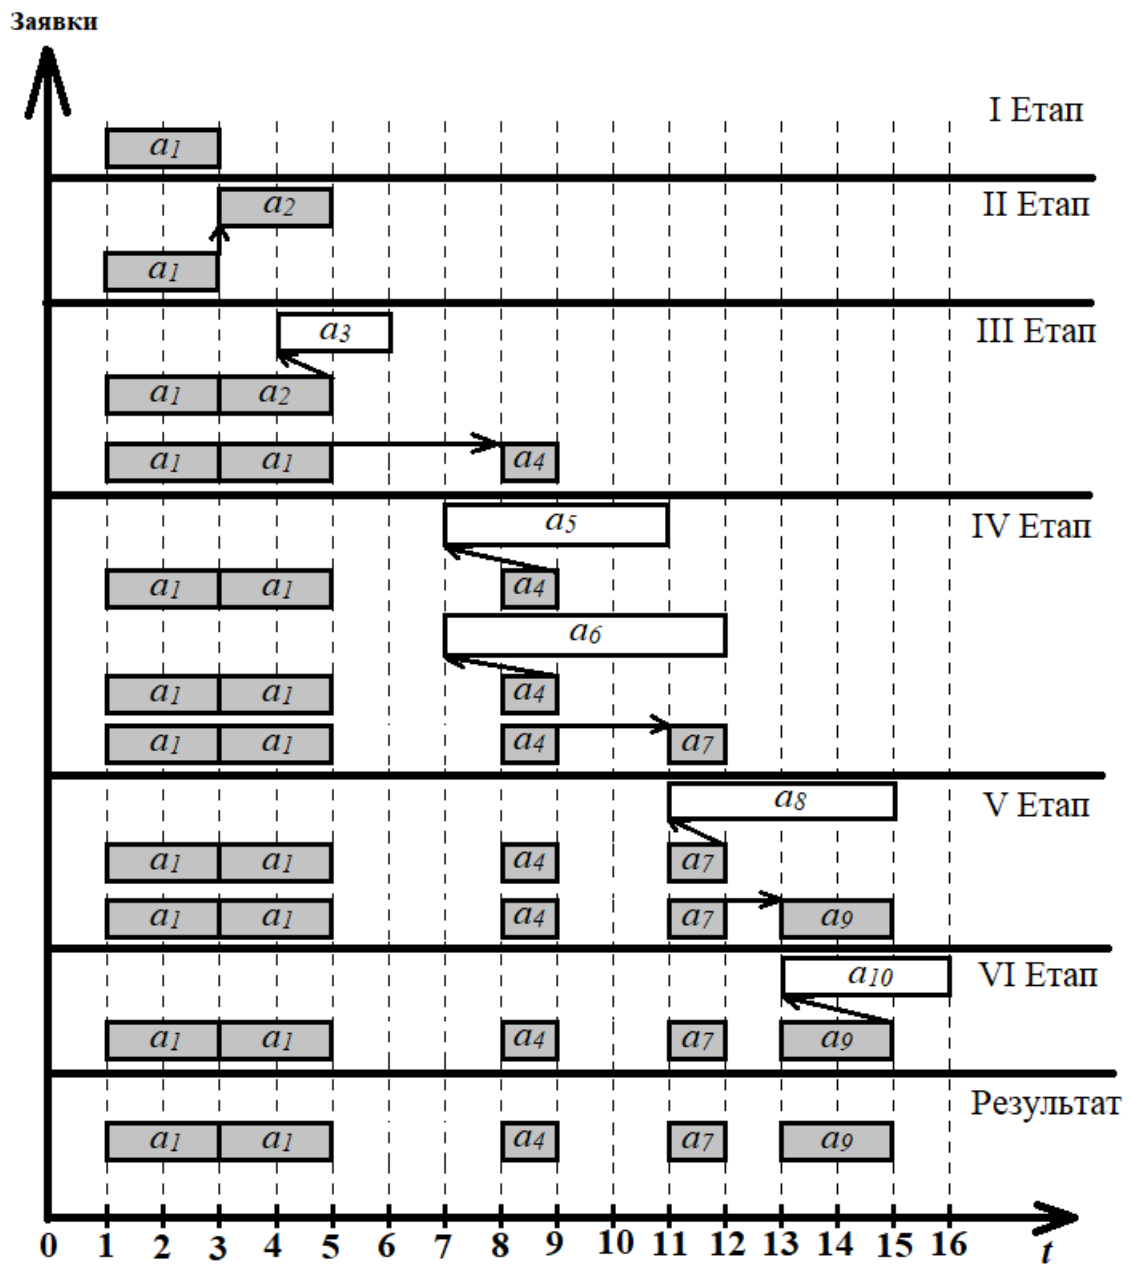 Заявки
I Етап
a1
II Етап
a2
a1
III Етап
a3
a1 a2
a1 a1 a4
IV Етап
a5
a1 a1 a4
a6
a1 a1 a4
a1 a1 a4 a7
V Етап
a8
a1 a1 a4 a7
a1 a1 a4 a7 a9
VI Етап
a10
a1 a1 a4 a7 a9
Результат
a1 a1 a4 a7 a9
0 1 2 3 4 5 6 7 8 9 10 11 12 13 14 15 16 t